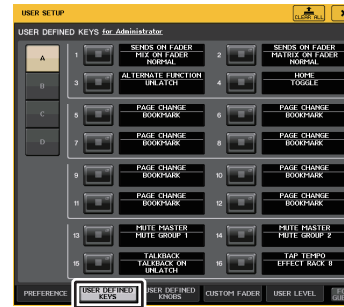 USER SETUP
CLEAR ALL
USER DEFINED KEYS for Administrator
A
B
C
D
1
SENDS ON FADER
MIX ON FADER
NORMAL
2
SENDS ON FADER
MATRIX ON FADER
NORMAL
3
ALTERNATE FUNCTION
UNLATCH
4
HOME
TOGGLE
5
PAGE CHANGE
BOOKMARK
6
PAGE CHANGE
BOOKMARK
7
PAGE CHANGE
BOOKMARK
8
PAGE CHANGE
BOOKMARK
9
PAGE CHANGE
BOOKMARK
10
PAGE CHANGE
BOOKMARK
11
PAGE CHANGE
BOOKMARK
12
PAGE CHANGE
BOOKMARK
13
MUTE MASTER
MUTE GROUP 1
14
MUTE MASTER
MUTE GROUP 2
15
TALKBACK
TALKBACK ON
UNLATCH
16
TAP TEMPO
EFFECT RACK 8
PREFERENCE
USER DEFINED
KEYS
USER DEFINED
KNOBS
CUSTOM FADER
USER LEVEL